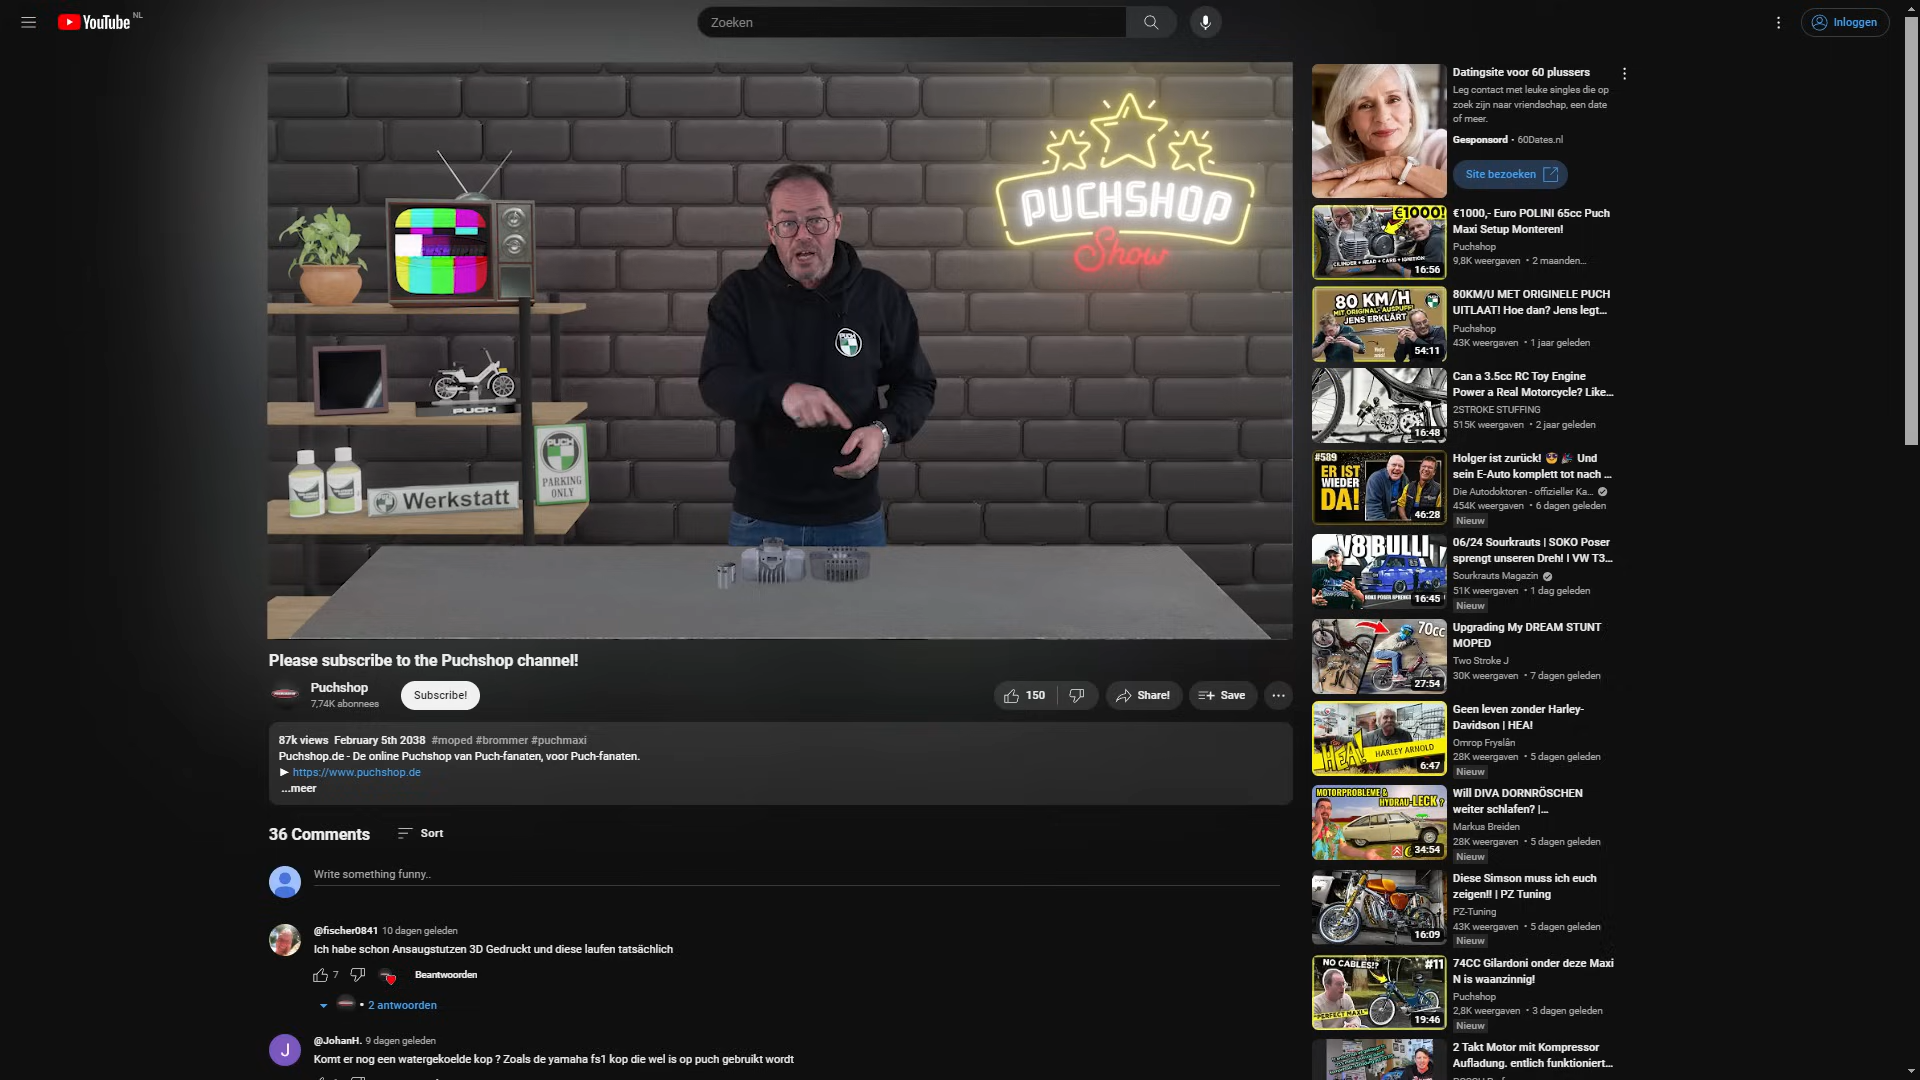 YouTube NL
Zoeken
Inloggen
PUCHSHOP
Show
PUCH
PUCH
PARKING
ONLY
Werkstatt
Please subscribe to the Puchshop channel!
Puchshop
7,74K abonnees
Subscribe!
150
Share!
Save
87k views February 5th 2038 #moped #brommer #puchmaxi
Puchshop.de - De online Puchshop van Puch-fanaten, voor Puch-fanaten.
► https://www.puchshop.de
...meer
36 Comments
Sort
Write something funny..
@fischer0841 10 dagen geleden
Ich habe schon Ansaugstutzen 3D Gedruckt und diese laufen tatsächlich
7
Beantwoorden
• 2 antwoorden
J
@JohanH. 9 dagen geleden
Komt er nog een watergekoelde kop ? Zoals de yamaha fs1 kop die wel is op puch gebruikt wordt
Datingsite voor 60 plussers
Leg contact met leuke singles die op
zoek zijn naar vriendschap, een date
of meer.
Gesponsord • 60Dates.nl
Site bezoeken
€1000!
CILINDER + HEAD + CARB + IGNITION
16:56
€1000,- Euro POLINI 65cc Puch
Maxi Setup Monteren!
Puchshop
9,8K weergaven • 2 maanden...
80 KM/H
MIT ORIGINAL-AUSPUFF!
JENS ERKLÄRT
54:11
80KM/U MET ORIGINELE PUCH
UITLAAT! Hoe dan? Jens legt...
Puchshop
43K weergaven • 1 jaar geleden
16:48
Can a 3.5cc RC Toy Engine
Power a Real Motorcycle? Like...
2STROKE STUFFING
515K weergaven • 2 jaar geleden
#589
ER IST
WIEDER
DA!
46:28
Holger ist zurück! 😎 🎉 Und
sein E-Auto komplett tot nach ...
Die Autodoktoren - offizieller Ka...
454K weergaven • 6 dagen geleden
Nieuw
V8 BULLI
16:45
06/24 Sourkrauts | SOKO Poser
sprengt unseren Dreh! I VW T3...
Sourkrauts Magazin
51K weergaven • 1 dag geleden
Nieuw
70cc
27:54
Upgrading My DREAM STUNT
MOPED
Two Stroke J
30K weergaven • 7 dagen geleden
HEA!
HARLEY ARNOLD
6:47
Geen leven zonder Harley-
Davidson | HEA!
Omrop Fryslân
28K weergaven • 5 dagen geleden
Nieuw
MOTORPROBLEME &
HYDRAU-LECK ?
34:54
Will DIVA DORNRÖSCHEN
weiter schlafen? |...
Markus Breiden
28K weergaven • 5 dagen geleden
Nieuw
16:09
Diese Simson muss ich euch
zeigen!! | PZ Tuning
PZ-Tuning
43K weergaven • 5 dagen geleden
Nieuw
NO CABLES!?
#11
"PERFECT MAXI"
19:46
74CC Gilardoni onder deze Maxi
N is waanzinnig!
Puchshop
2,8K weergaven • 3 dagen geleden
Nieuw
2 Takt Motor mit Kompressor
Aufladung. entlich funktioniert...